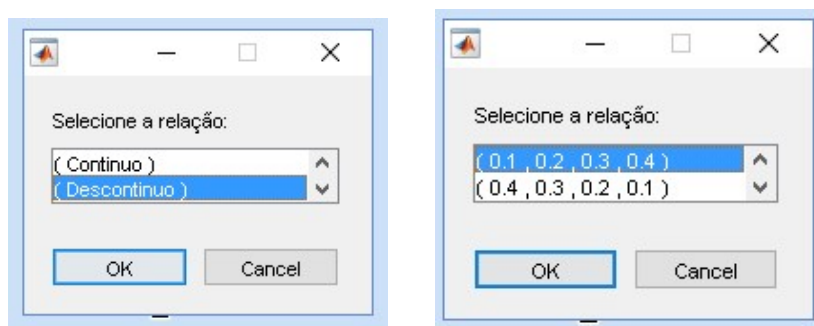 Selecione a relação:
( Continuo )
( Descontinuo )
OK Cancel
Selecione a relação:
( 0.1 , 0.2 , 0.3 , 0.4 )
( 0.4 , 0.3 , 0.2 , 0.1 )
OK Cancel